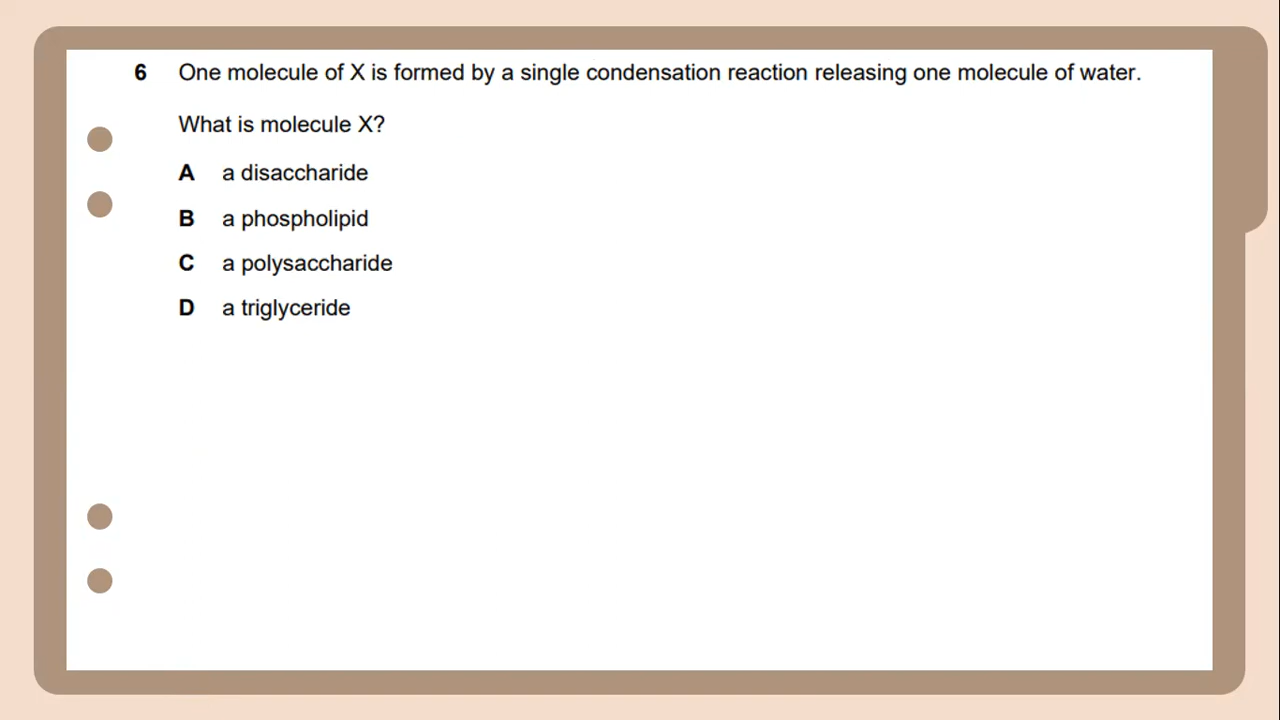 6 One molecule of X is formed by a single condensation reaction releasing one molecule of water.
What is molecule X?
A a disaccharide
B a phospholipid
C a polysaccharide
D a triglyceride